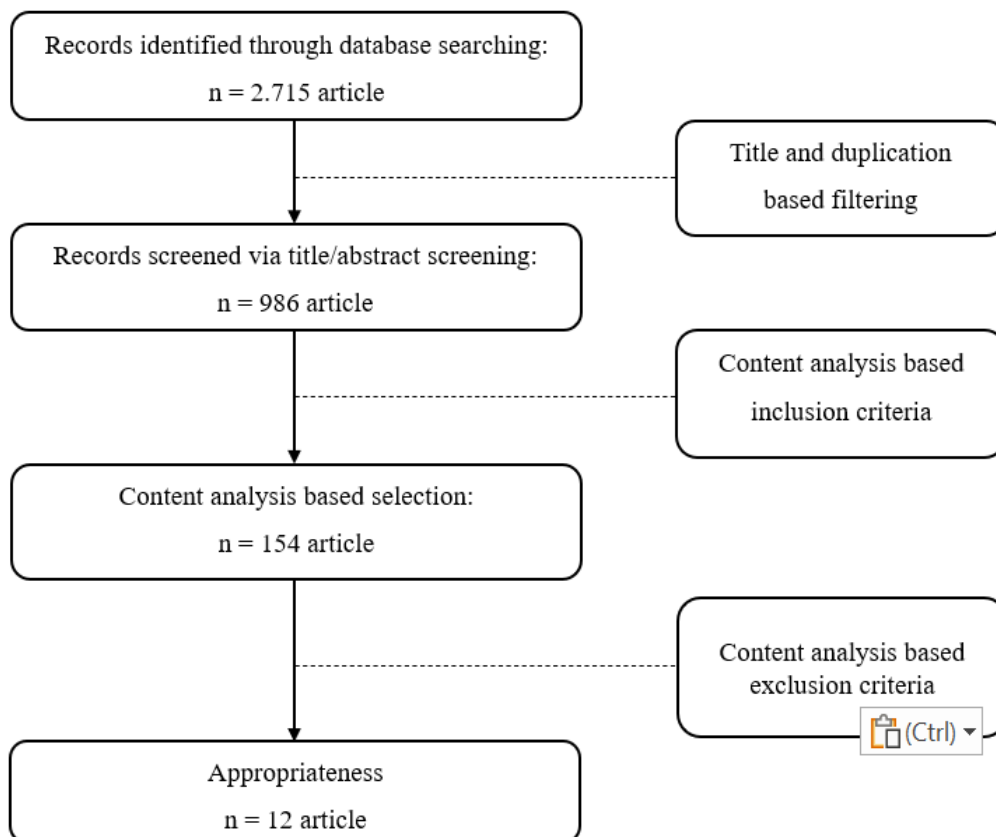 Records identified through database searching:
n = 2.715 article
Title and duplication
based filtering
Records screened via title/abstract screening:
n = 986 article
Content analysis based
inclusion criteria
Content analysis based selection:
n = 154 article
Content analysis based
exclusion criteria
(Ctrl)
Appropriateness
n = 12 article